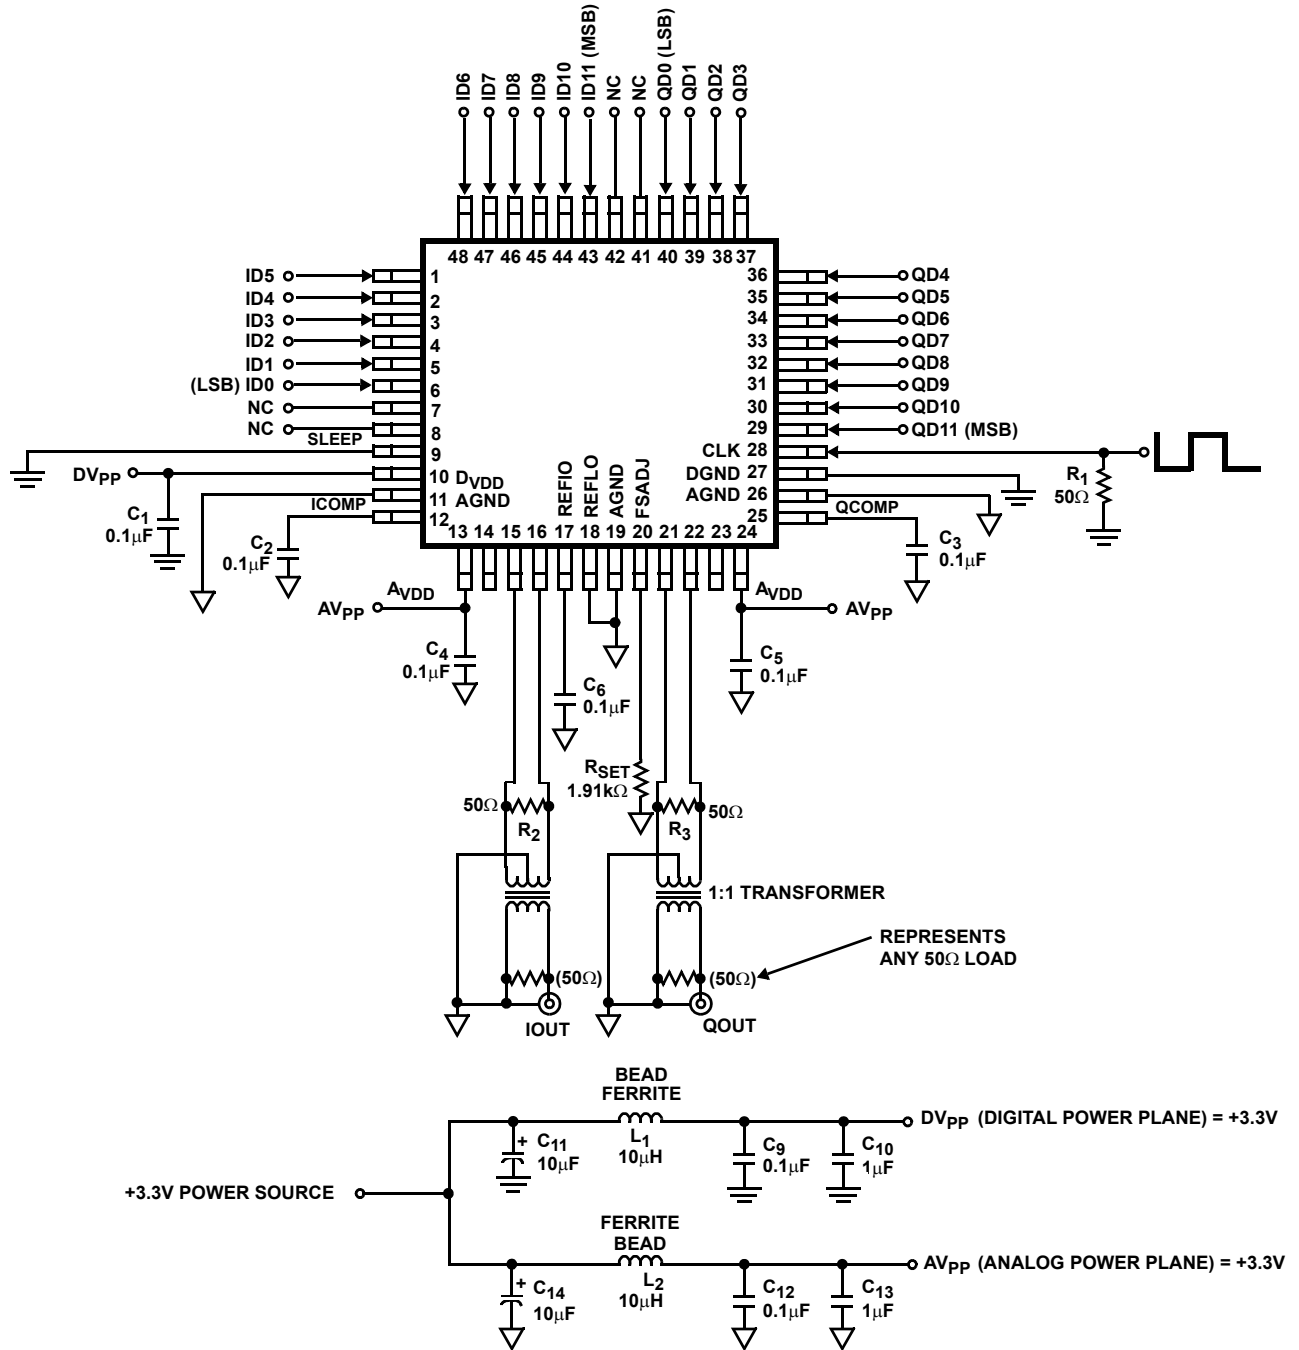 ID6
ID7
ID8
ID9
ID10
ID11 (MSB)
NC
NC
QD0 (LSB)
QD1
QD2
QD3
48 47 46 45 44 43 42 41 40 39 38 37
ID5 1
ID4 2
ID3 3
ID2 4
ID1 5
(LSB) ID0 6
NC 7
NC 8
SLEEP 9
DVPP 10 DVDD
11 AGND
ICOMP 12
36 QD4
35 QD5
34 QD6
33 QD7
32 QD8
31 QD9
30 QD10
29 QD11 (MSB)
CLK 28
DGND 27
AGND 26
25 QCOMP
R1
50Ω
C1
0.1μF
C2
0.1μF
C3
0.1μF
REFIO
REFLO
AGND
FSADJ
13 14 15 16 17 18 19 20 21 22 23 24
AVDD
AVPP
AVDD
AVPP
C4
0.1μF
C5
0.1μF
C6
0.1μF
RSET
1.91kΩ
50Ω
R2
R3
50Ω
1:1 TRANSFORMER
REPRESENTS
ANY 50Ω LOAD
(50Ω)
(50Ω)
IOUT
QOUT
BEAD
FERRITE
L1
10μH
+ C11
10μF
C9
0.1μF
C10
1μF
DVPP (DIGITAL POWER PLANE) = +3.3V
+3.3V POWER SOURCE
FERRITE
BEAD
L2
10μH
+ C14
10μF
C12
0.1μF
C13
1μF
AVPP (ANALOG POWER PLANE) = +3.3V